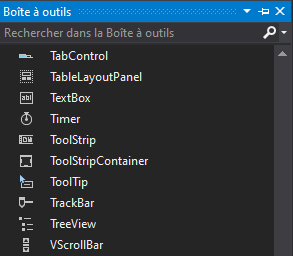 Boîte à outils
Rechercher dans la Boîte à outils
TabControl
TableLayoutPanel
TextBox
Timer
ToolStrip
ToolStripContainer
ToolTip
TrackBar
TreeView
VScrollBar